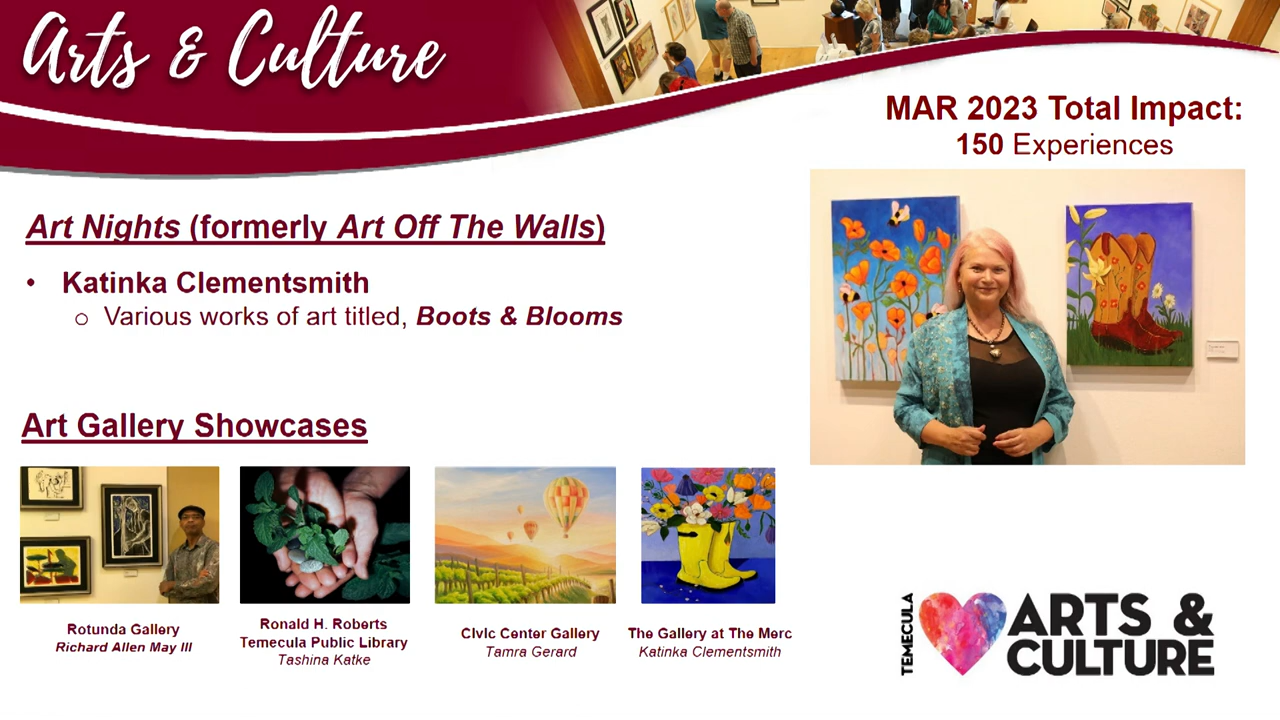 Arts & Culture
MAR 2023 Total Impact:
150 Experiences
Art Nights (formerly Art Off The Walls)
• Katinka Clementsmith
o Various works of art titled, Boots & Blooms
Art Gallery Showcases
Rotunda Gallery
Richard Allen May III
Ronald H. Roberts
Temecula Public Library
Tashina Katke
Civic Center Gallery
Tamra Gerard
The Gallery at The Merc
Katinka Clementsmith
TEMECULA
ARTS &
CULTURE